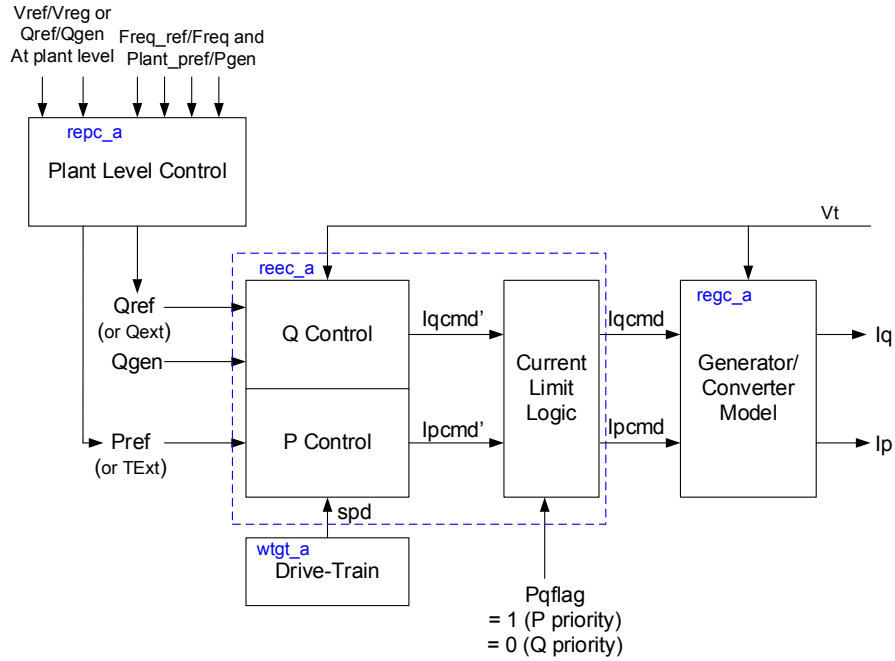 Vref/Vreg or
Qref/Qgen
At plant level
Freq_ref/Freq and
Plant_pref/Pgen
repc_a
Plant Level Control
Vt
reec_a
regc_a
Qref
(or Qext)
Qgen
Pref
(or TExt)
Q Control
P Control
Iqcmd’
Ipcmd’
Current
Limit
Logic
Iqcmd
Ipcmd
Generator/
Converter
Model
Iq
Ip
spd
wtgt_a
Drive-Train
Pqflag
= 1 (P priority)
= 0 (Q priority)